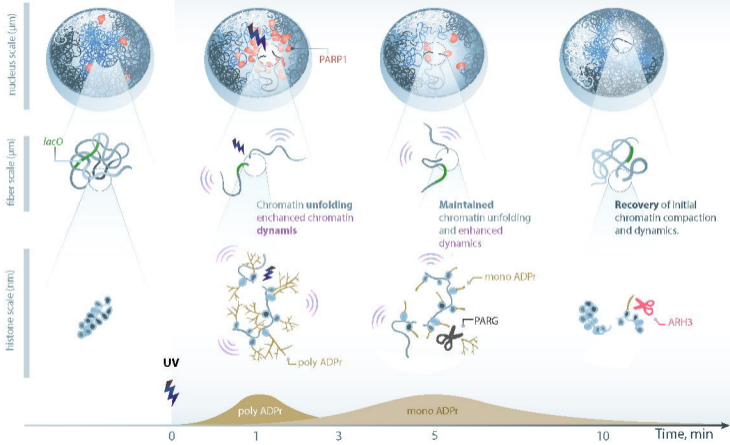 nucleus scale (μm)
PARP1
fiber scale (μm)
lacO
Chromatin unfolding
enchanced chromatin
dynamis
Maintained
chromatin unfolding
and enhanced
dynamics
Recovery of initial
chromatin compaction
and dynamics.
histone scale (nm)
poly ADPr
mono ADPr
PARG
ARH3
UV
poly ADPr
mono ADPr
0
1
3
5
10
Time, min